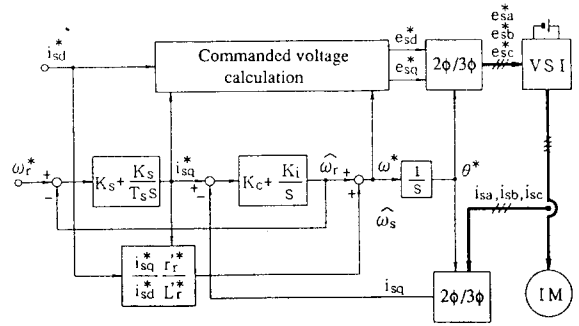 e*sa
e*sb
e*sc
i*sd
Commanded voltage
calculation
e*sd
e*sq
2ϕ/3ϕ
VSI
ω*r
+
−
Ks + Ks/TsS
i*sq
+
−
Kc + Ki/S
ω̂r
+
+
ω*
ω̂s
1/S
θ*
isa, isb, isc
i*sq/i*sd r'*r/L'*r
isq
2ϕ/3ϕ
IM